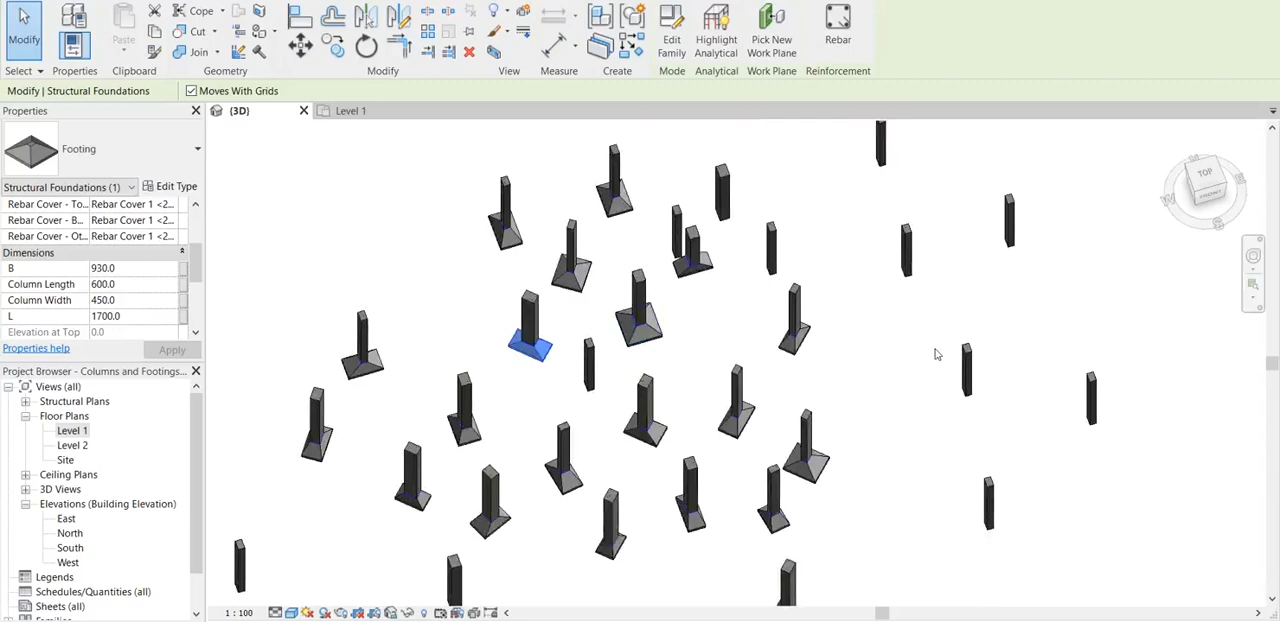 Modify
Properties
Paste
Cope
Cut
Join
Edit Family
Highlight Analytical
Pick New Work Plane
Rebar
Select
Properties
Clipboard
Geometry
Modify
View
Measure
Create
Mode
Analytical
Work Plane
Reinforcement
Modify | Structural Foundations
Moves With Grids
Properties
{3D}
Level 1
Footing
Structural Foundations (1)
Edit Type
Rebar Cover - To... Rebar Cover 1 <2...
Rebar Cover - B... Rebar Cover 1 <2...
Rebar Cover - Ot... Rebar Cover 1 <2...
Dimensions
B 930.0
Column Length 600.0
Column Width 450.0
L 1700.0
Elevation at Top 0.0
Properties help
Apply
Project Browser - Columns and Footings...
Views (all)
Structural Plans
Floor Plans
Level 1
Level 2
Site
Ceiling Plans
3D Views
Elevations (Building Elevation)
East
North
South
West
Legends
Schedules/Quantities (all)
Sheets (all)
TOP
FRONT
W
S
E
1 : 100